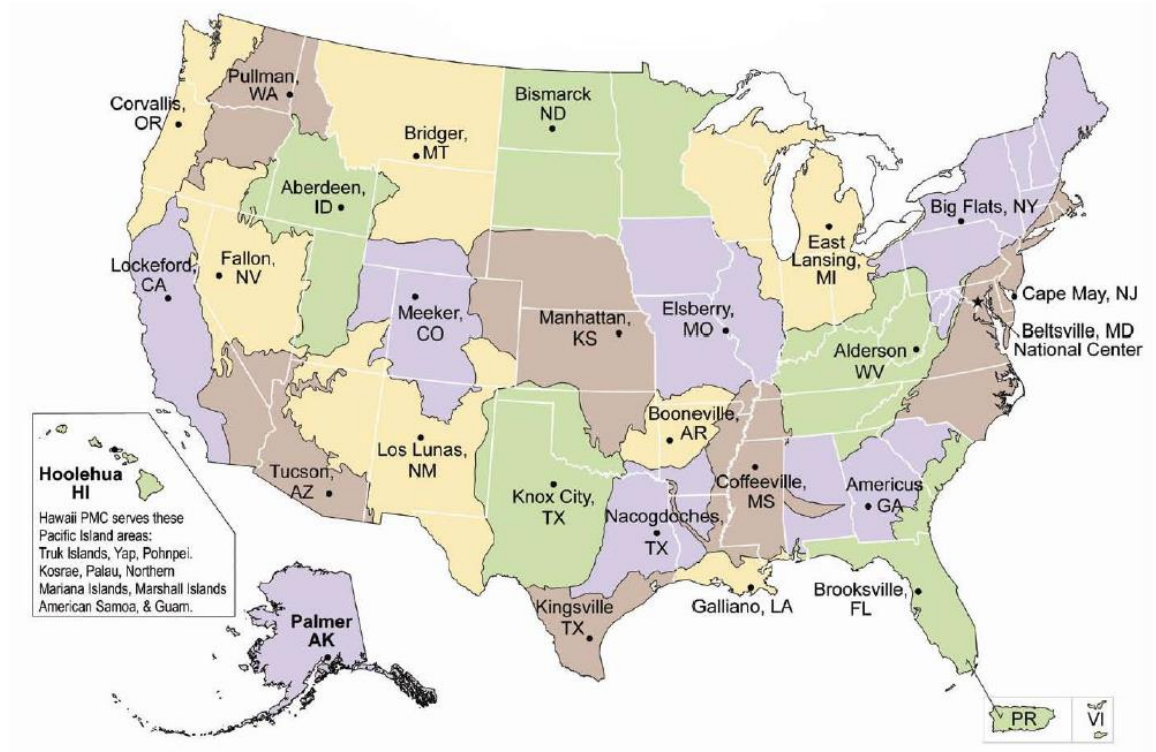 Pullman,
WA
Corvallis,
OR
Bridger,
MT
Bismarck
ND
Aberdeen,
ID
Big Flats, NY
East
Lansing,
MI
Lockeford,
CA
Fallon,
NV
Meeker,
CO
Manhattan,
KS
Elsberry,
MO
Cape May, NJ
Beltsville, MD
National Center
Alderson
WV
Booneville,
AR
Los Lunas,
NM
Tucson,
AZ
Knox City,
TX
Nacogdoches,
TX
Coffeeville,
MS
Americus
GA
Hoolehua
HI
Hawaii PMC serves these
Pacific Island areas:
Truk Islands, Yap, Pohnpei.
Kosrae, Palau, Northern
Mariana Islands, Marshall Islands
American Samoa, & Guam.
Palmer
AK
Kingsville
TX
Galliano, LA
Brooksville,
FL
PR
VI